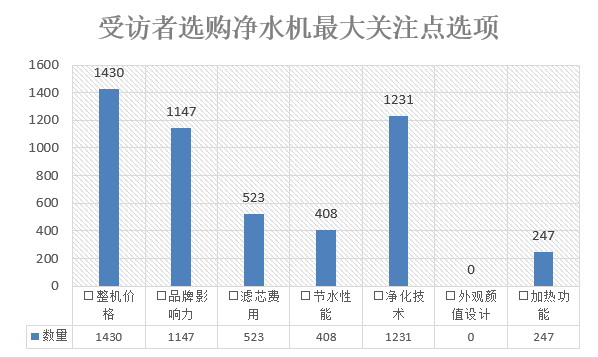 受访者选购净水机最大关注点选项
1600
1400
1200
1000
800
600
400
200
0
1430
1147
523
408
1231
0
247
□整机价格
□品牌影响力
□滤芯费用
□节水性能
□净化技术
□外观颜值设计
□加热功能
数量 1430 1147 523 408 1231 0 247